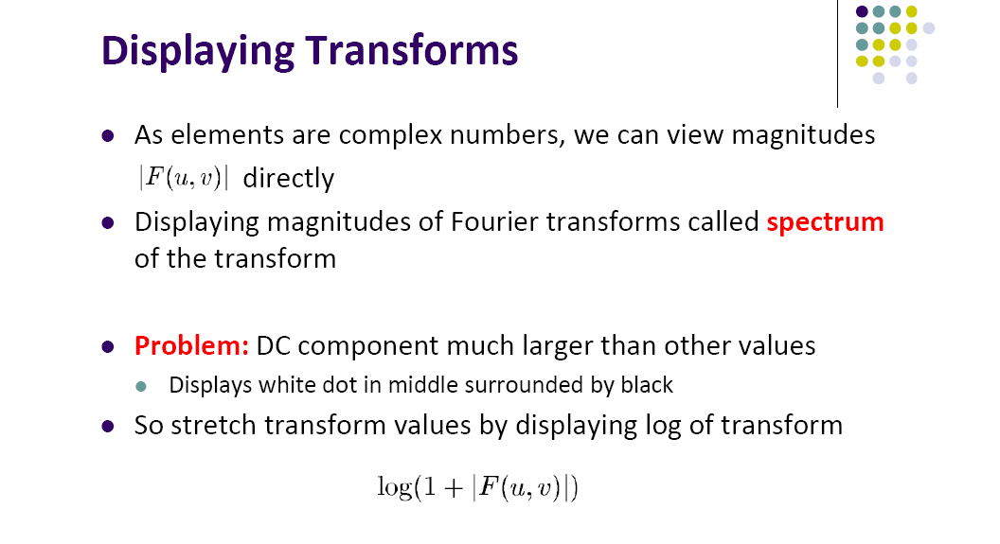 Displaying Transforms
As elements are complex numbers, we can view magnitudes
|F(u, v)| directly
Displaying magnitudes of Fourier transforms called spectrum
of the transform
Problem: DC component much larger than other values
Displays white dot in middle surrounded by black
So stretch transform values by displaying log of transform
log(1 + |F(u, v)|)